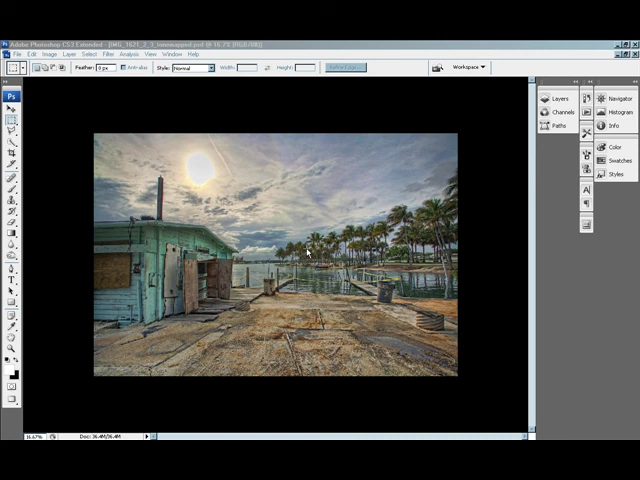 Adobe Photoshop CS3 Extended - [IMG_1621_2_3_tonemapped.psd @ 16.7% (RGB/8#)]
File Edit Image Layer Select Filter Analysis View Window Help
Feather: 0 px Anti-alias Style: Normal Width: Height: Refine Edge... Workspace
Ps
Layers
Channels
Paths
Navigator
Histogram
Info
Color
Swatches
Styles
16.67% Doc: 36.4M/36.4M